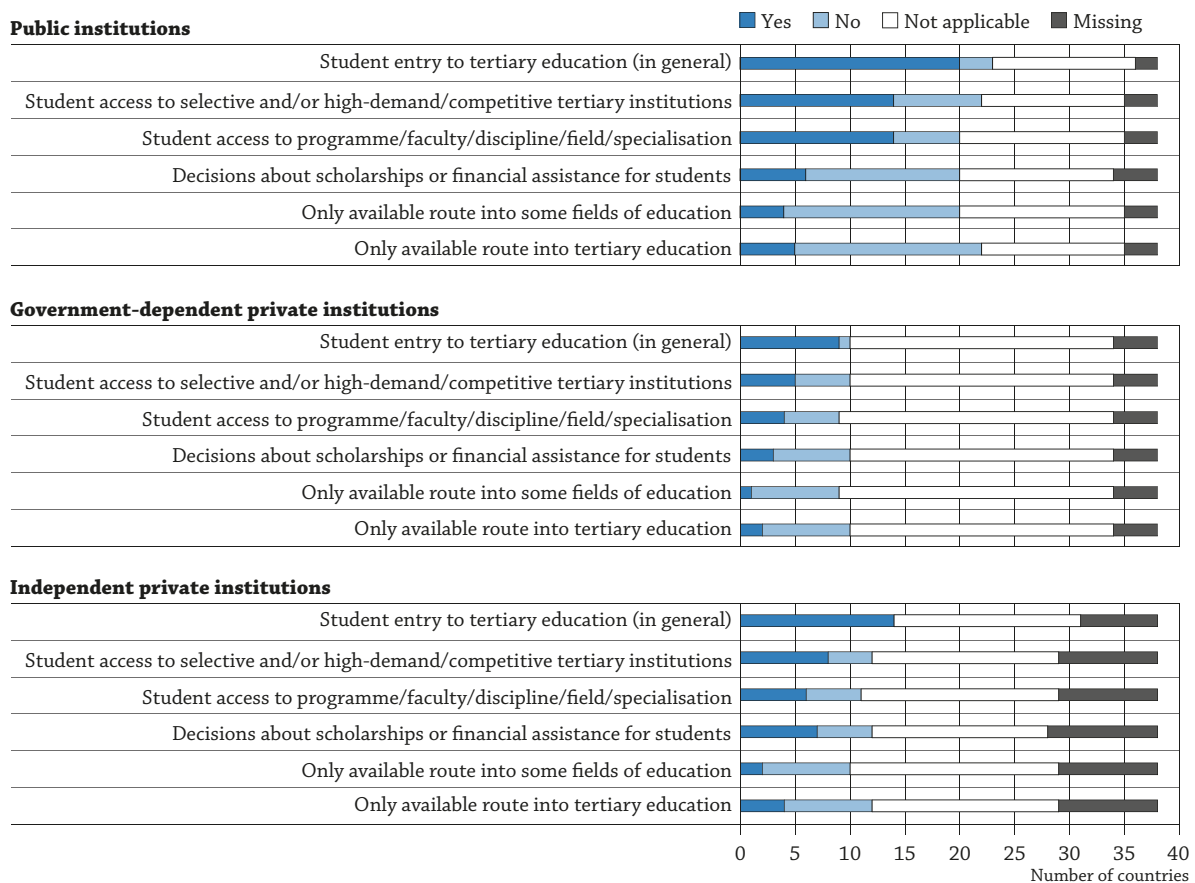 Yes No Not applicable Missing
Public institutions
Student entry to tertiary education (in general)
Student access to selective and/or high-demand/competitive tertiary institutions
Student access to programme/faculty/discipline/field/specialisation
Decisions about scholarships or financial assistance for students
Only available route into some fields of education
Only available route into tertiary education
Government-dependent private institutions
Student entry to tertiary education (in general)
Student access to selective and/or high-demand/competitive tertiary institutions
Student access to programme/faculty/discipline/field/specialisation
Decisions about scholarships or financial assistance for students
Only available route into some fields of education
Only available route into tertiary education
Independent private institutions
Student entry to tertiary education (in general)
Student access to selective and/or high-demand/competitive tertiary institutions
Student access to programme/faculty/discipline/field/specialisation
Decisions about scholarships or financial assistance for students
Only available route into some fields of education
Only available route into tertiary education
0 5 10 15 20 25 30 35 40
Number of countries